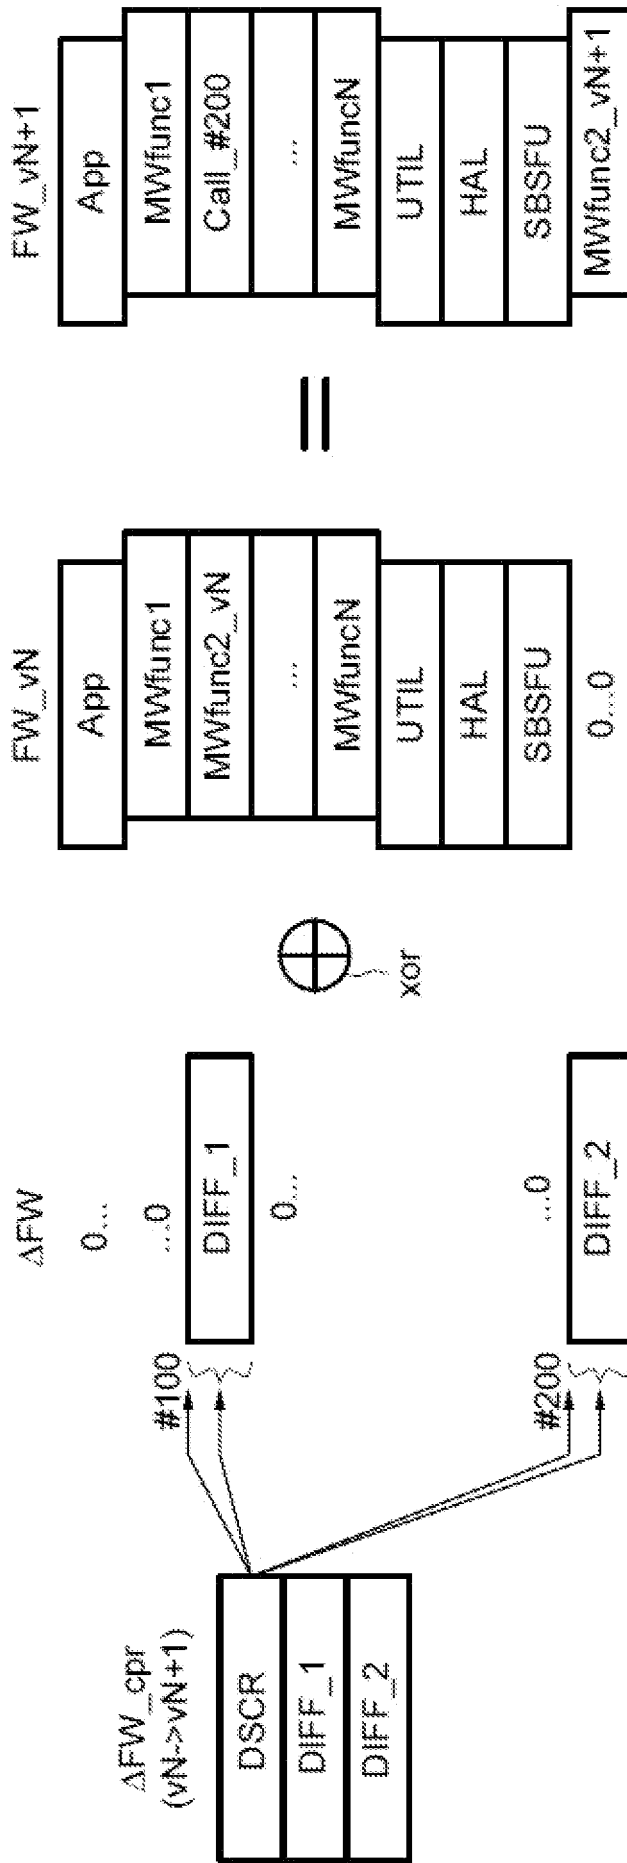 ΔFW_cpr
(vN->vN+1)
DSCR
DIFF_1
DIFF_2
ΔFW
0...
...0
#100
DIFF_1
0...
...0
#200
DIFF_2
xor
FW_vN
App
MWfunc1
MWfunc2_vN
...
MWfuncN
UTIL
HAL
SBSFU
0...0
FW_vN+1
App
MWfunc1
Call_#200
...
MWfuncN
UTIL
HAL
SBSFU
MWfunc2_vN+1